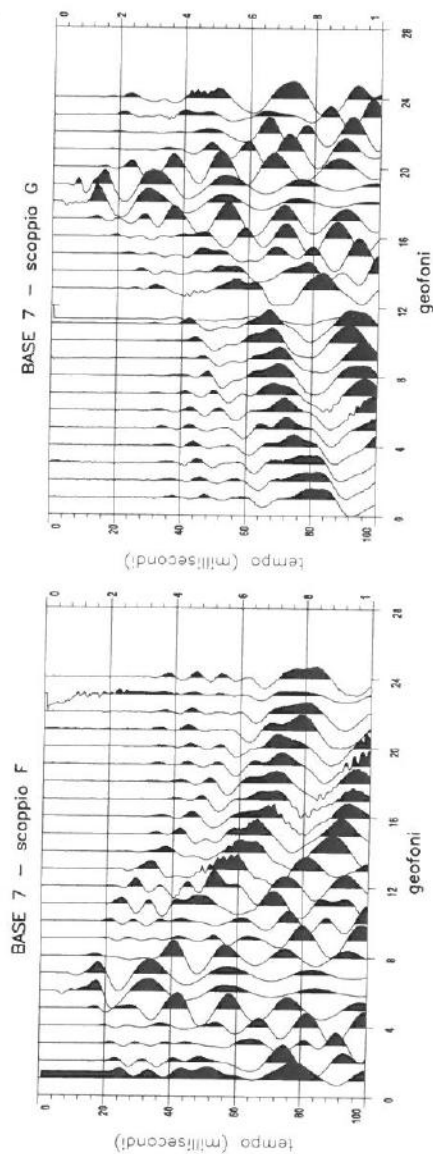 BASE 7 – scoppio F
0 20 40 60 80 100
tempo (millisecondi)
0 2 4 6 8 1
0 4 8 12 16 20 24 28
geofoni
BASE 7 – scoppio G
0 20 40 60 80 100
tempo (millisecondi)
0 2 4 6 8 1
0 4 8 12 16 20 24 28
geofoni